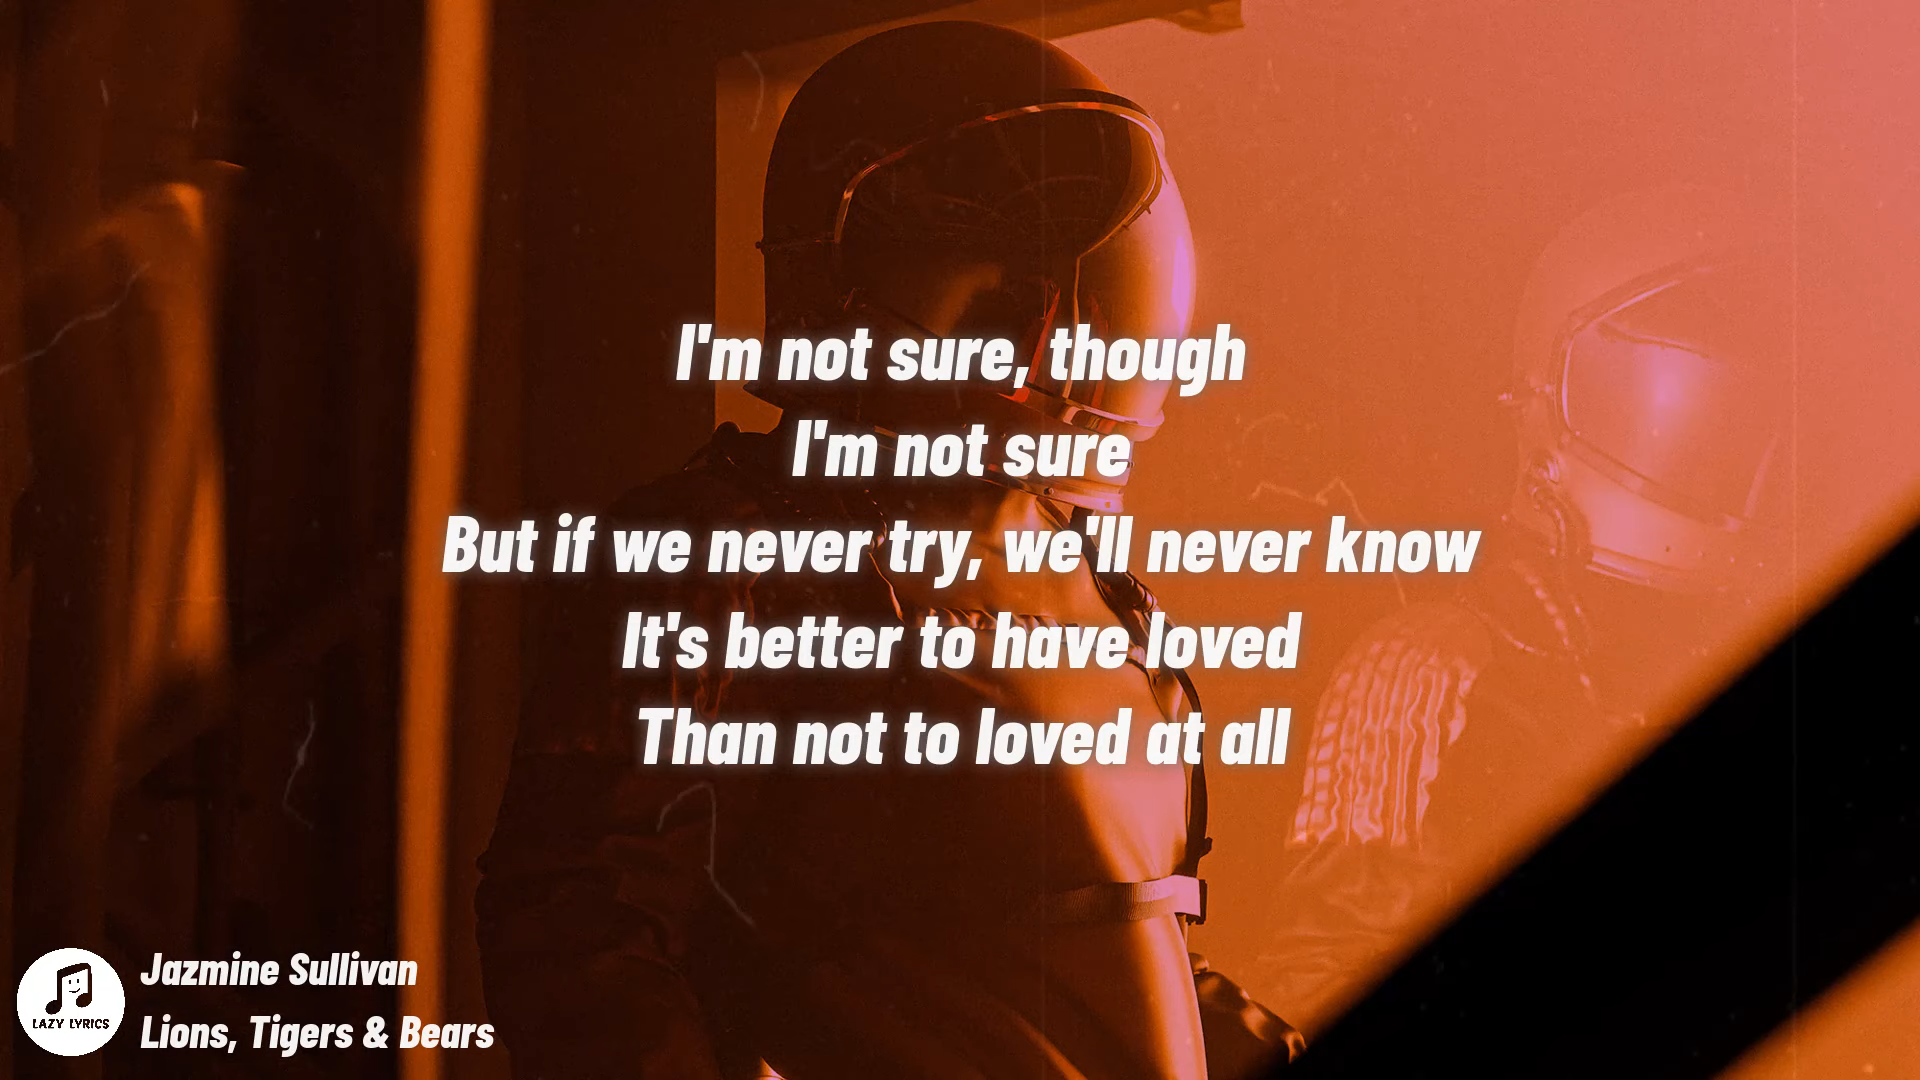 I'm not sure, though
I'm not sure
But if we never try, we'll never know
It's better to have loved
Than not to loved at all
Jazmine Sullivan
LAZY LYRICS
Lions, Tigers & Bears